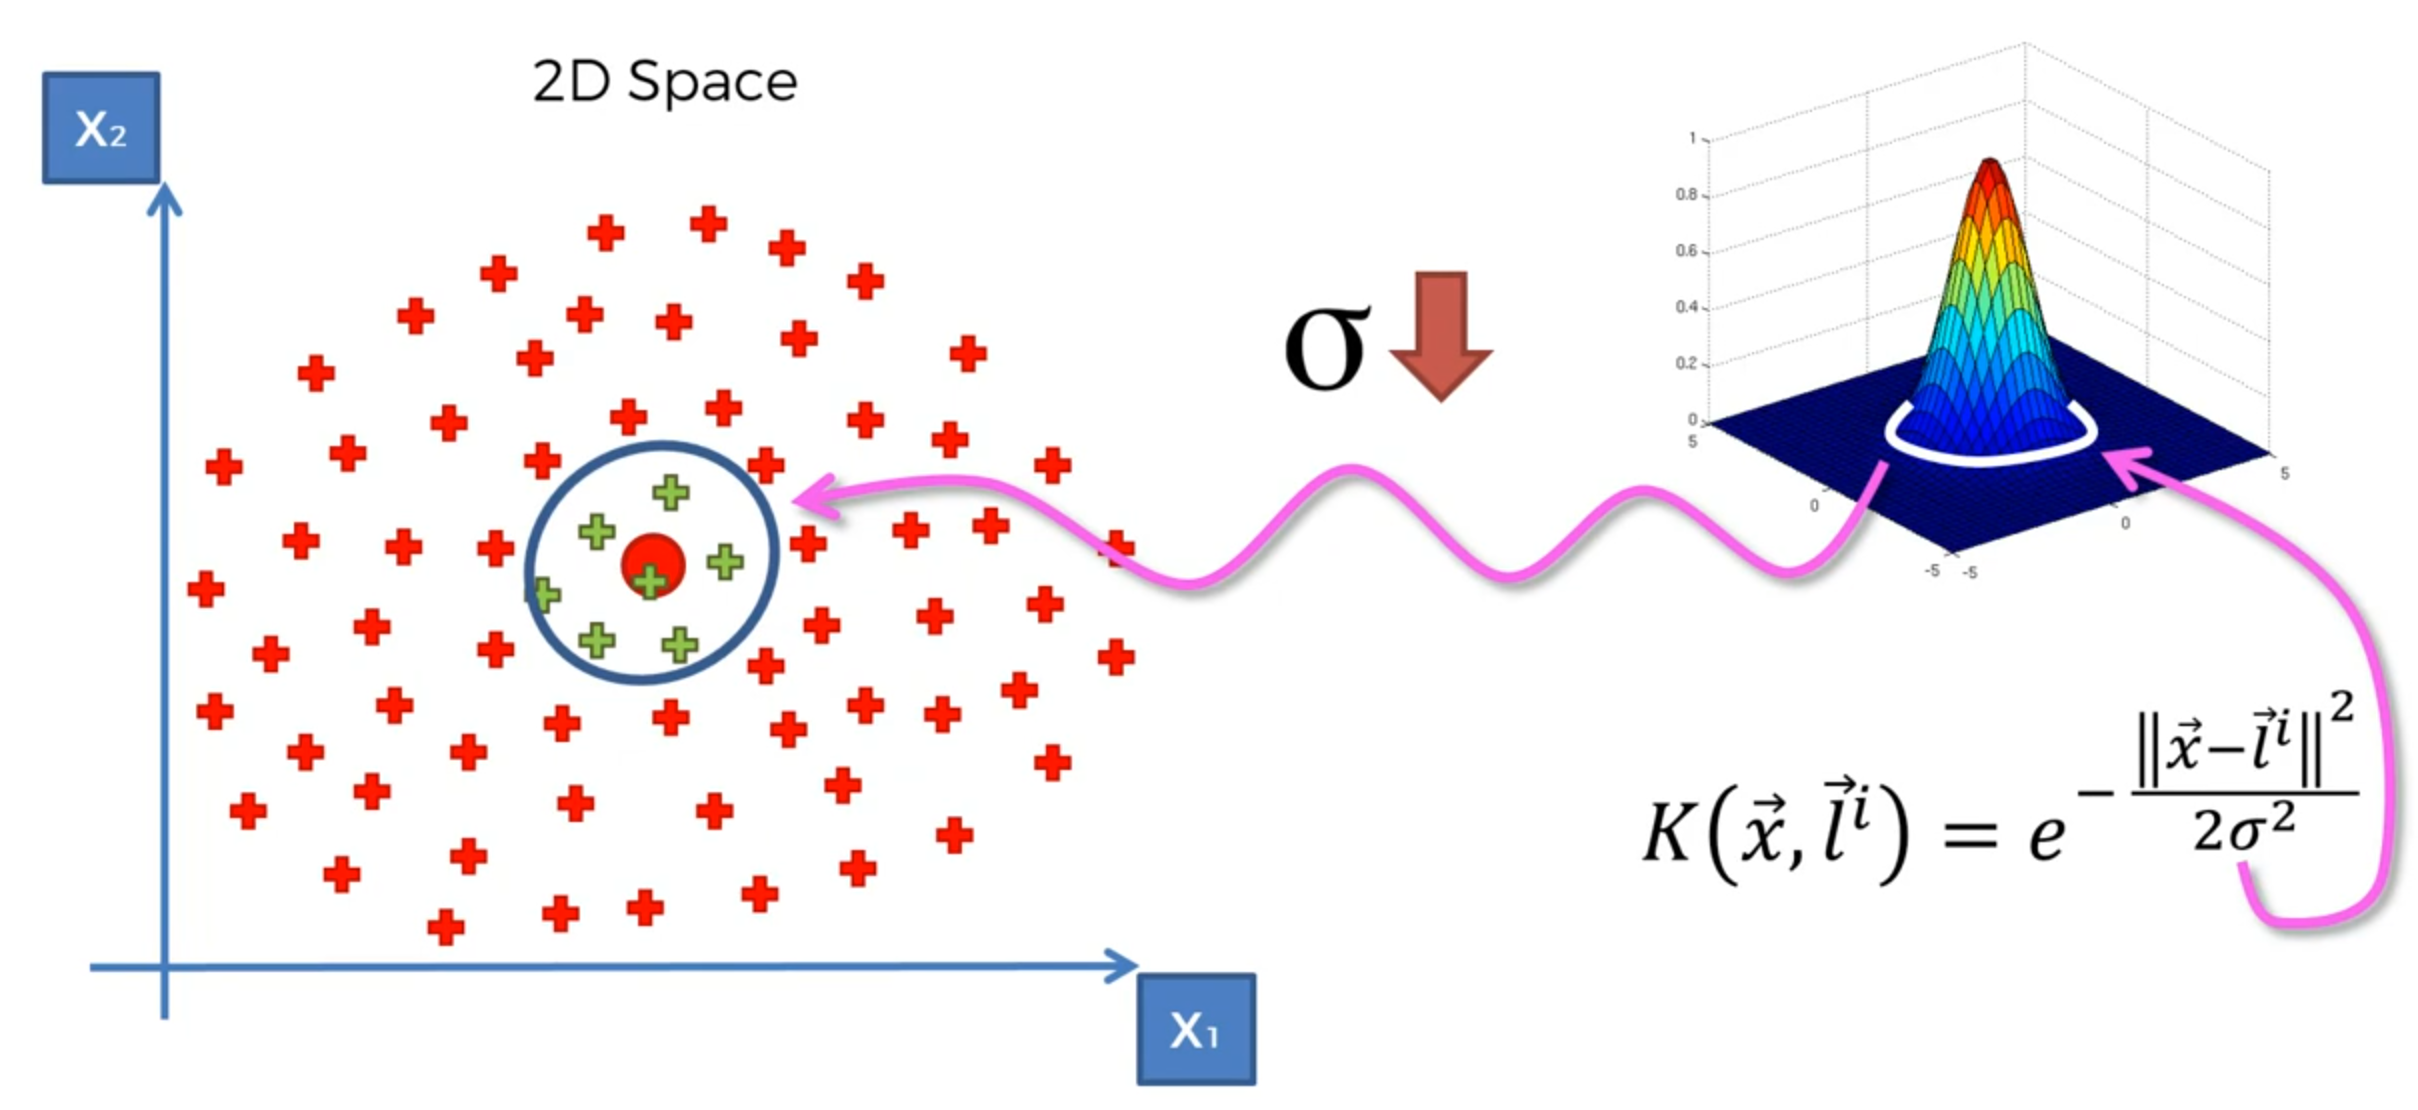 2D Space
X₂
X₁
σ
1
0.8
0.6
0.4
0.2
0
5
0
-5
-5
0
5
K(x⃗, l⃗ⁱ) = e^(−‖x⃗−l⃗ⁱ‖² / 2σ²)